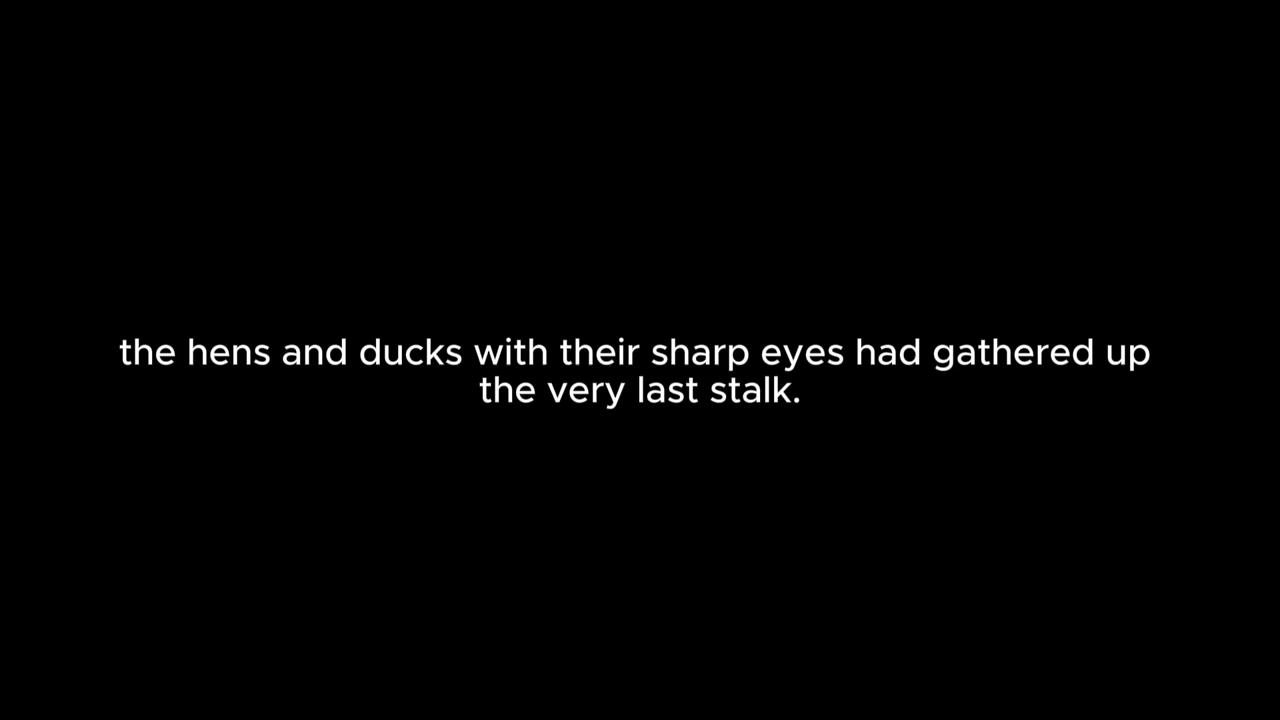 the hens and ducks with their sharp eyes had gathered up
the very last stalk.